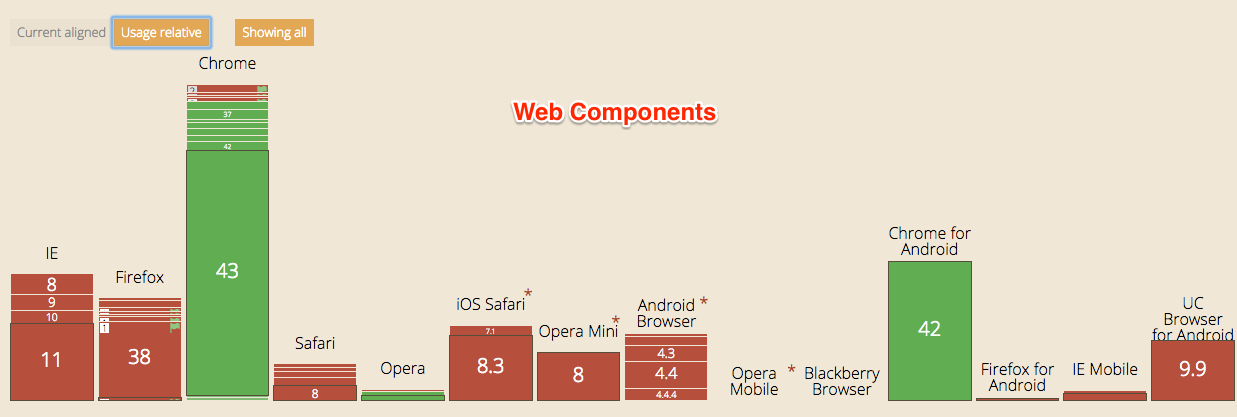 Current aligned
Usage relative
Showing all
Web Components
IE
8
9
10
11
Firefox
38
Chrome
37
42
43
Safari
8
Opera
iOS Safari *
7.1
8.3
Opera Mini *
8
Android *
Browser
4.3
4.4
4.4.4
Opera *
Mobile
Blackberry
Browser
Chrome for
Android
42
Firefox for
Android
IE Mobile
UC
Browser
for Android
9.9